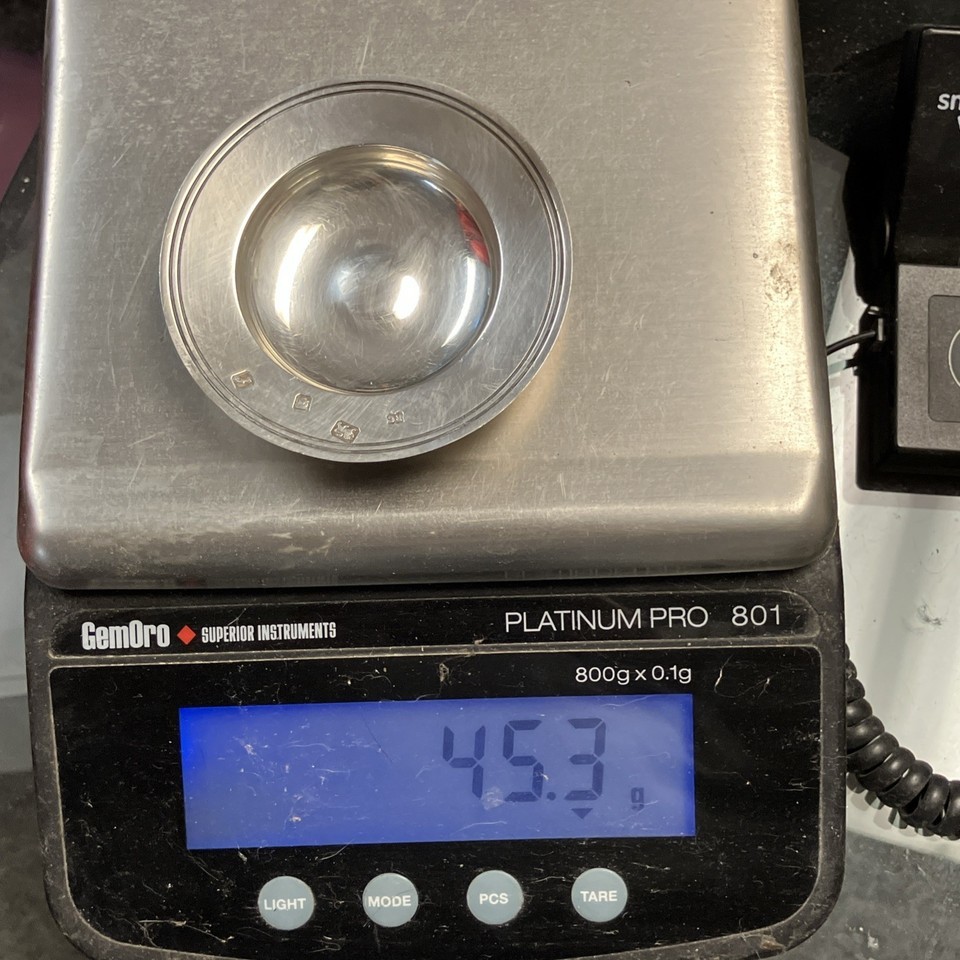 GemOro SUPERIOR INSTRUMENTS
PLATINUM PRO 801
800g x 0.1g
45.3 g
LIGHT
MODE
PCS
TARE